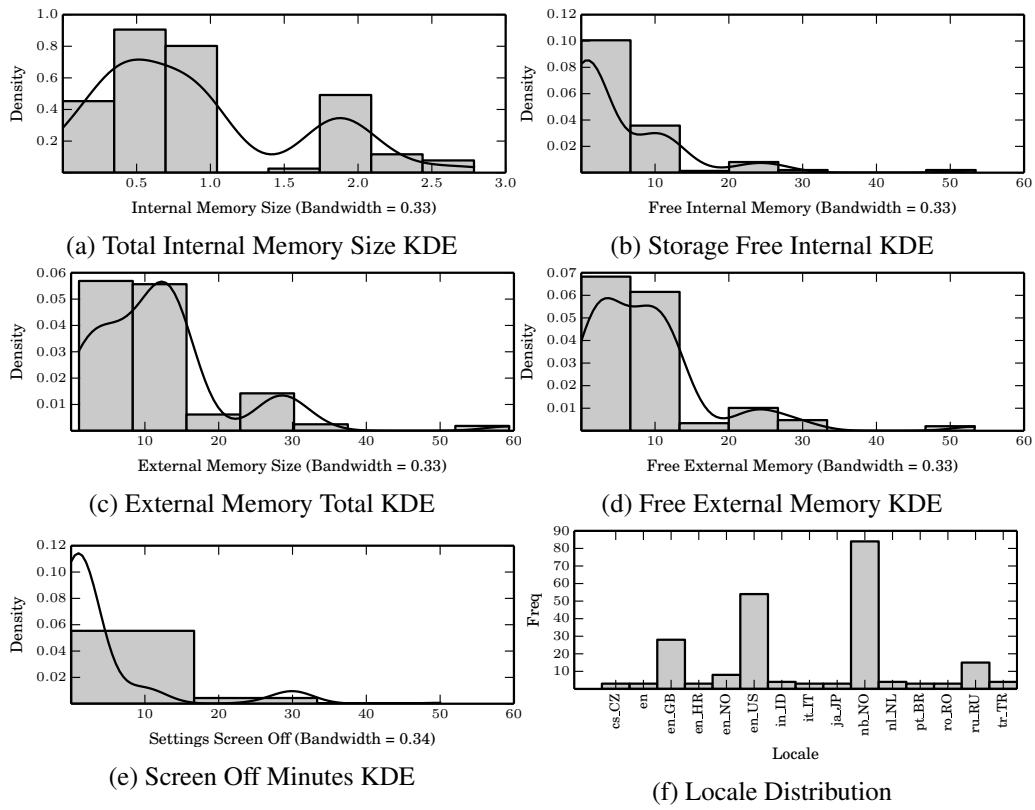 1.0
0.8
0.6
0.4
0.2
Density
0.5 1.0 1.5 2.0 2.5 3.0
Internal Memory Size (Bandwidth = 0.33)
(a) Total Internal Memory Size KDE
0.12
0.10
0.08
0.06
0.04
0.02
Density
10 20 30 40 50 60
Free Internal Memory (Bandwidth = 0.33)
(b) Storage Free Internal KDE
0.06
0.05
0.04
0.03
0.02
0.01
Density
10 20 30 40 50 60
External Memory Size (Bandwidth = 0.33)
(c) External Memory Total KDE
0.07
0.06
0.05
0.04
0.03
0.02
0.01
Density
10 20 30 40 50 60
Free External Memory (Bandwidth = 0.33)
(d) Free External Memory KDE
0.12
0.10
0.08
0.06
0.04
0.02
Density
10 20 30 40 50 60
Settings Screen Off (Bandwidth = 0.34)
(e) Screen Off Minutes KDE
90
80
70
60
50
40
30
20
10
Freq
cs_CZ
en
en_GB
en_HR
en_NO
en_US
in_ID
it_IT
ja_JP
nb_NO
nl_NL
pt_BR
ro_RO
ru_RU
tr_TR
Locale
(f) Locale Distribution